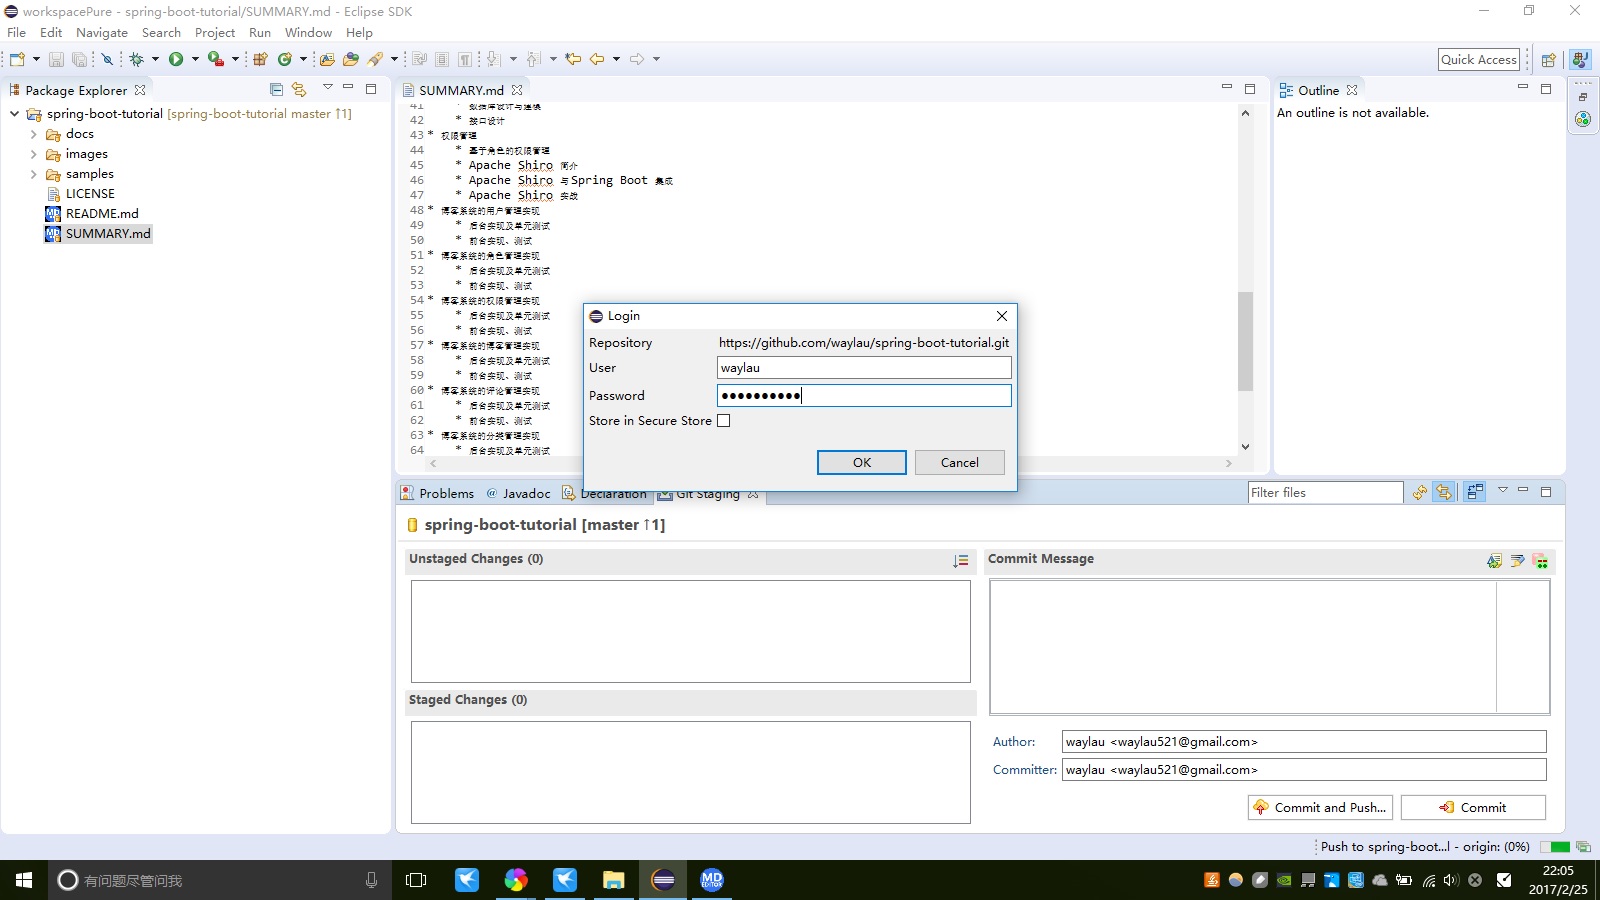 workspacePure - spring-boot-tutorial/SUMMARY.md - Eclipse SDK
File Edit Navigate Search Project Run Window Help
Quick Access
Package Explorer
spring-boot-tutorial [spring-boot-tutorial master ↑1]
docs
images
samples
LICENSE
README.md
SUMMARY.md
SUMMARY.md
41 * 数据库设计与建模
42 * 接口设计
43 * 权限管理
44 * 基于角色的权限管理
45 * Apache Shiro 简介
46 * Apache Shiro 与Spring Boot 集成
47 * Apache Shiro 实战
48 * 博客系统的用户管理实现
49 * 后台实现及单元测试
50 * 前台实现、测试
51 * 博客系统的角色管理实现
52 * 后台实现及单元测试
53 * 前台实现、测试
54 * 博客系统的权限管理实现
55 * 后台实现及单元测试
56 * 前台实现、测试
57 * 博客系统的博客管理实现
58 * 后台实现及单元测试
59 * 前台实现、测试
60 * 博客系统的评论管理实现
61 * 后台实现及单元测试
62 * 前台实现、测试
63 * 博客系统的分类管理实现
64 * 后台实现及单元测试
Outline
An outline is not available.
Login
Repository https://github.com/waylau/spring-boot-tutorial.git
User waylau
Password ●●●●●●●●●●
Store in Secure Store
OK Cancel
Problems @ Javadoc Declaration Git Staging
Filter files
spring-boot-tutorial [master ↑1]
Unstaged Changes (0)
Staged Changes (0)
Commit Message
Author: waylau <waylau521@gmail.com>
Committer: waylau <waylau521@gmail.com>
Commit and Push... Commit
Push to spring-boot...l - origin: (0%)
有问题尽管问我
MD
EDITOR
22:05
2017/2/25